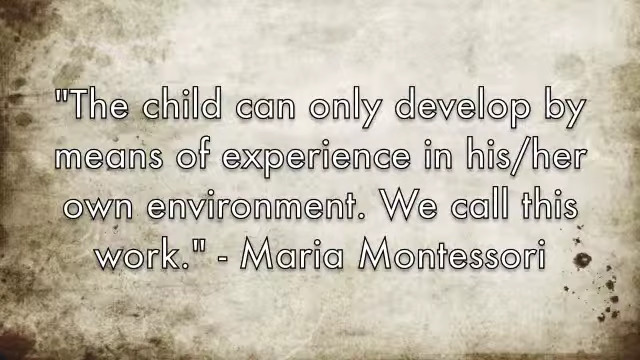 "The child can only develop by
means of experience in his/her
own environment. We call this
work." - Maria Montessori